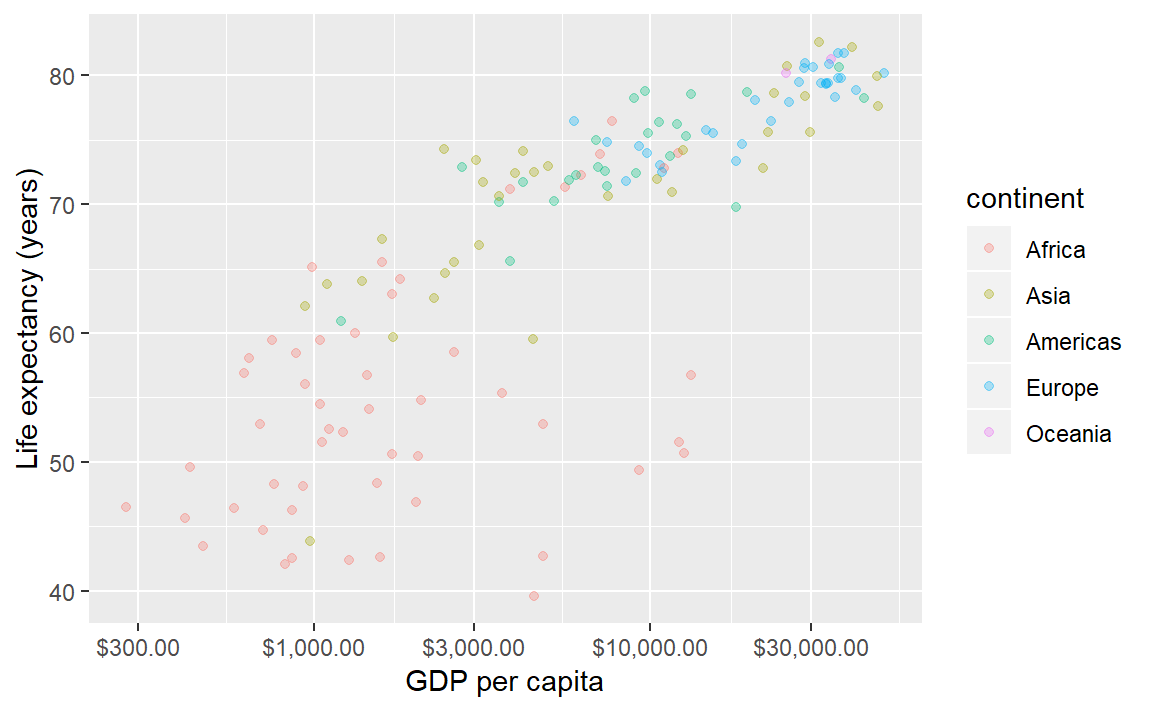 80
70
60
50
40
Life expectancy (years)
$300.00 $1,000.00 $3,000.00 $10,000.00 $30,000.00
GDP per capita
continent
Africa
Asia
Americas
Europe
Oceania